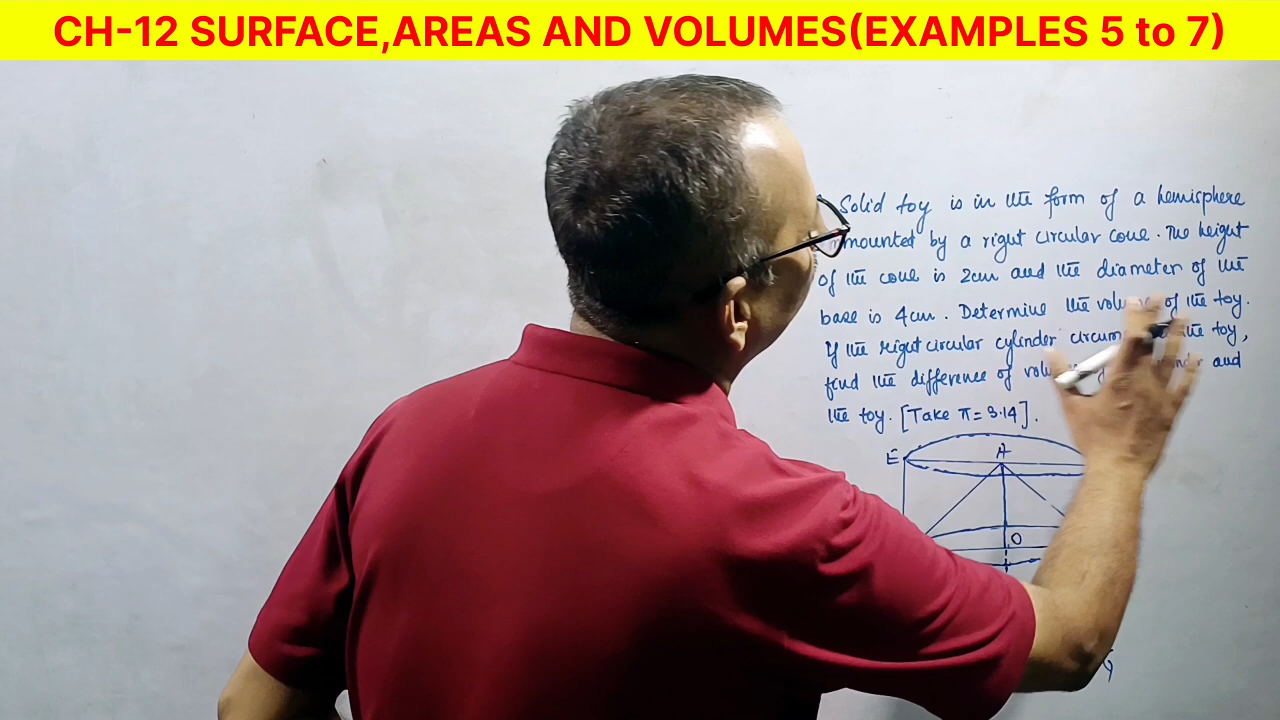 CH-12 SURFACE,AREAS AND VOLUMES(EXAMPLES 5 to 7)
Solid toy is in the form of a hemisphere
mounted by a right circular cone. The height
of the cone is 2cm and the diameter of the
base is 4cm. Determine the of the toy.
If the right circular cylinder the toy,
find the difference of and
the toy. [Take π = 3.14].
E A
O